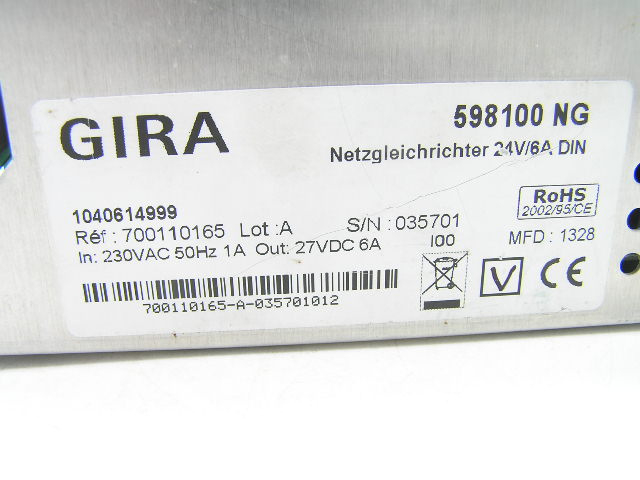 GIRA
598100 NG
Netzgleichrichter 24V/6A DIN
1040614999
Réf : 700110165 Lot :A S/N : 035701
In: 230VAC 50Hz 1A Out: 27VDC 6A
I00
RoHS
2002/95/CE
MFD : 1328
V CE
700110165-A-035701012